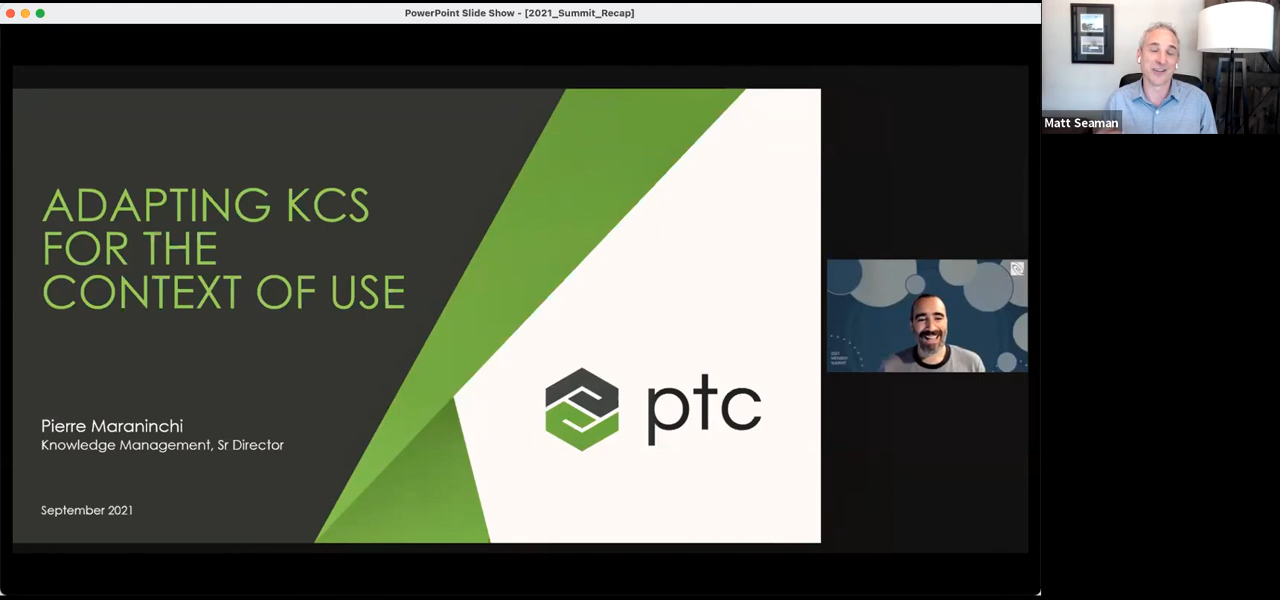 PowerPoint Slide Show - [2021_Summit_Recap]
ADAPTING KCS
FOR THE
CONTEXT OF USE
Pierre Maraninchi
Knowledge Management, Sr Director
September 2021
ptc
Matt Seaman